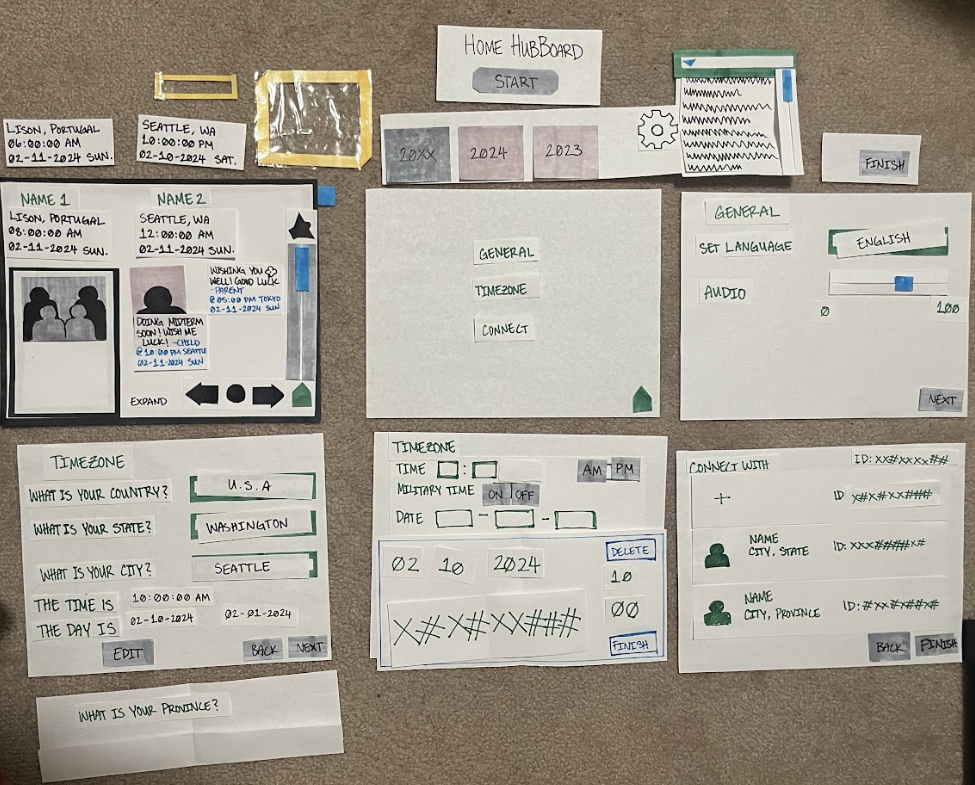 HOME HUBBOARD
START
LISON, PORTUGAL
06:00:00 AM
02-11-2024 SUN.
SEATTLE, WA
10:00:00 PM
02-10-2024 SAT.
20XX
2024
2023
FINISH
NAME 1
LISON, PORTUGAL
08:00:00 AM
02-11-2024 SUN.
NAME 2
SEATTLE, WA
12:00:00 AM
02-11-2024 SUN.
WISHING YOU
WELL! GOOD LUCK
-PARENT
@ 05:00 PM TOKYO
02-11-2024 SUN
DOING MIDTERM
SOON! WISH ME
LUCK! -CHILD
@ 10:00 PM SEATTLE
02-11-2024 SUN
EXPAND
GENERAL
TIMEZONE
CONNECT
GENERAL
SET LANGUAGE
ENGLISH
AUDIO
0
100
NEXT
TIMEZONE
WHAT IS YOUR COUNTRY?
U.S.A
WHAT IS YOUR STATE?
WASHINGTON
WHAT IS YOUR CITY?
SEATTLE
THE TIME IS
10:00:00 AM
THE DAY IS
02-10-2024
02-01-2024
EDIT
BACK
NEXT
TIMEZONE
TIME
:
AM
PM
MILITARY TIME
ON
OFF
DATE
-
-
02
10
2024
DELETE
10
00
X#X#XX###
FINISH
CONNECT WITH
ID: XX#XXXX##
+
ID X#X#XX###
NAME
CITY, STATE
ID: XXX####X#
NAME
CITY, PROVINCE
ID: #XX#X#X#
BACK
FINISH
WHAT IS YOUR PROVINCE?